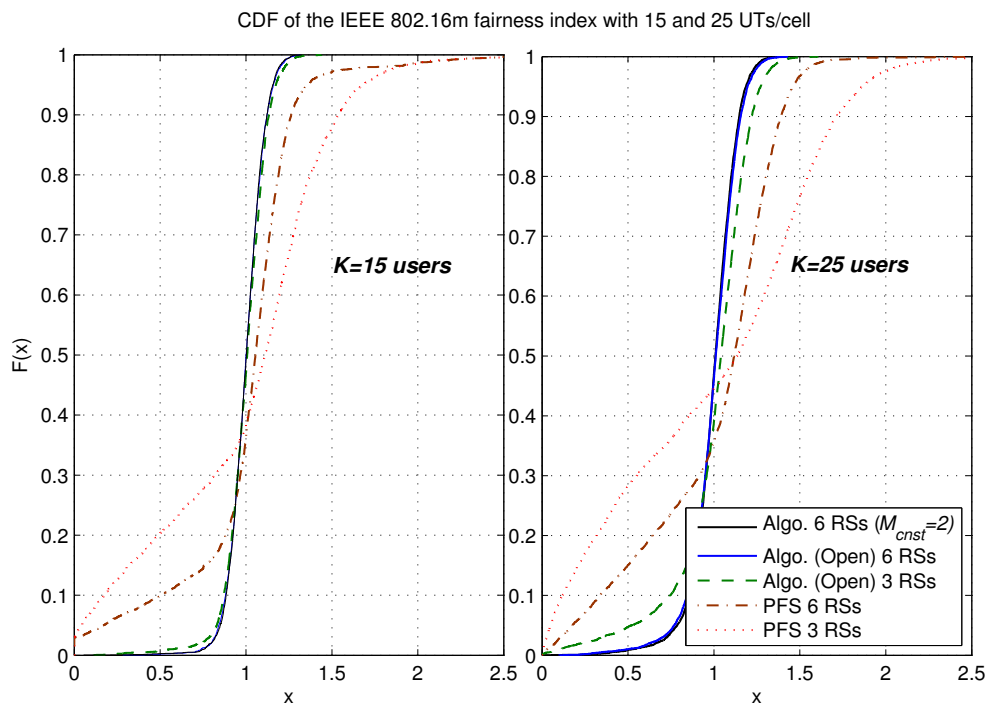 CDF of the IEEE 802.16m fairness index with 15 and 25 UTs/cell
F(x)
1
0.9
0.8
0.7
0.6
0.5
0.4
0.3
0.2
0.1
0
0 0.5 1 1.5 2 2.5
x
K=15 users
1
0.9
0.8
0.7
0.6
0.5
0.4
0.3
0.2
0.1
0
0 0.5 1 1.5 2 2.5
x
K=25 users
Algo. 6 RSs (M_cnst=2)
Algo. (Open) 6 RSs
Algo. (Open) 3 RSs
PFS 6 RSs
PFS 3 RSs